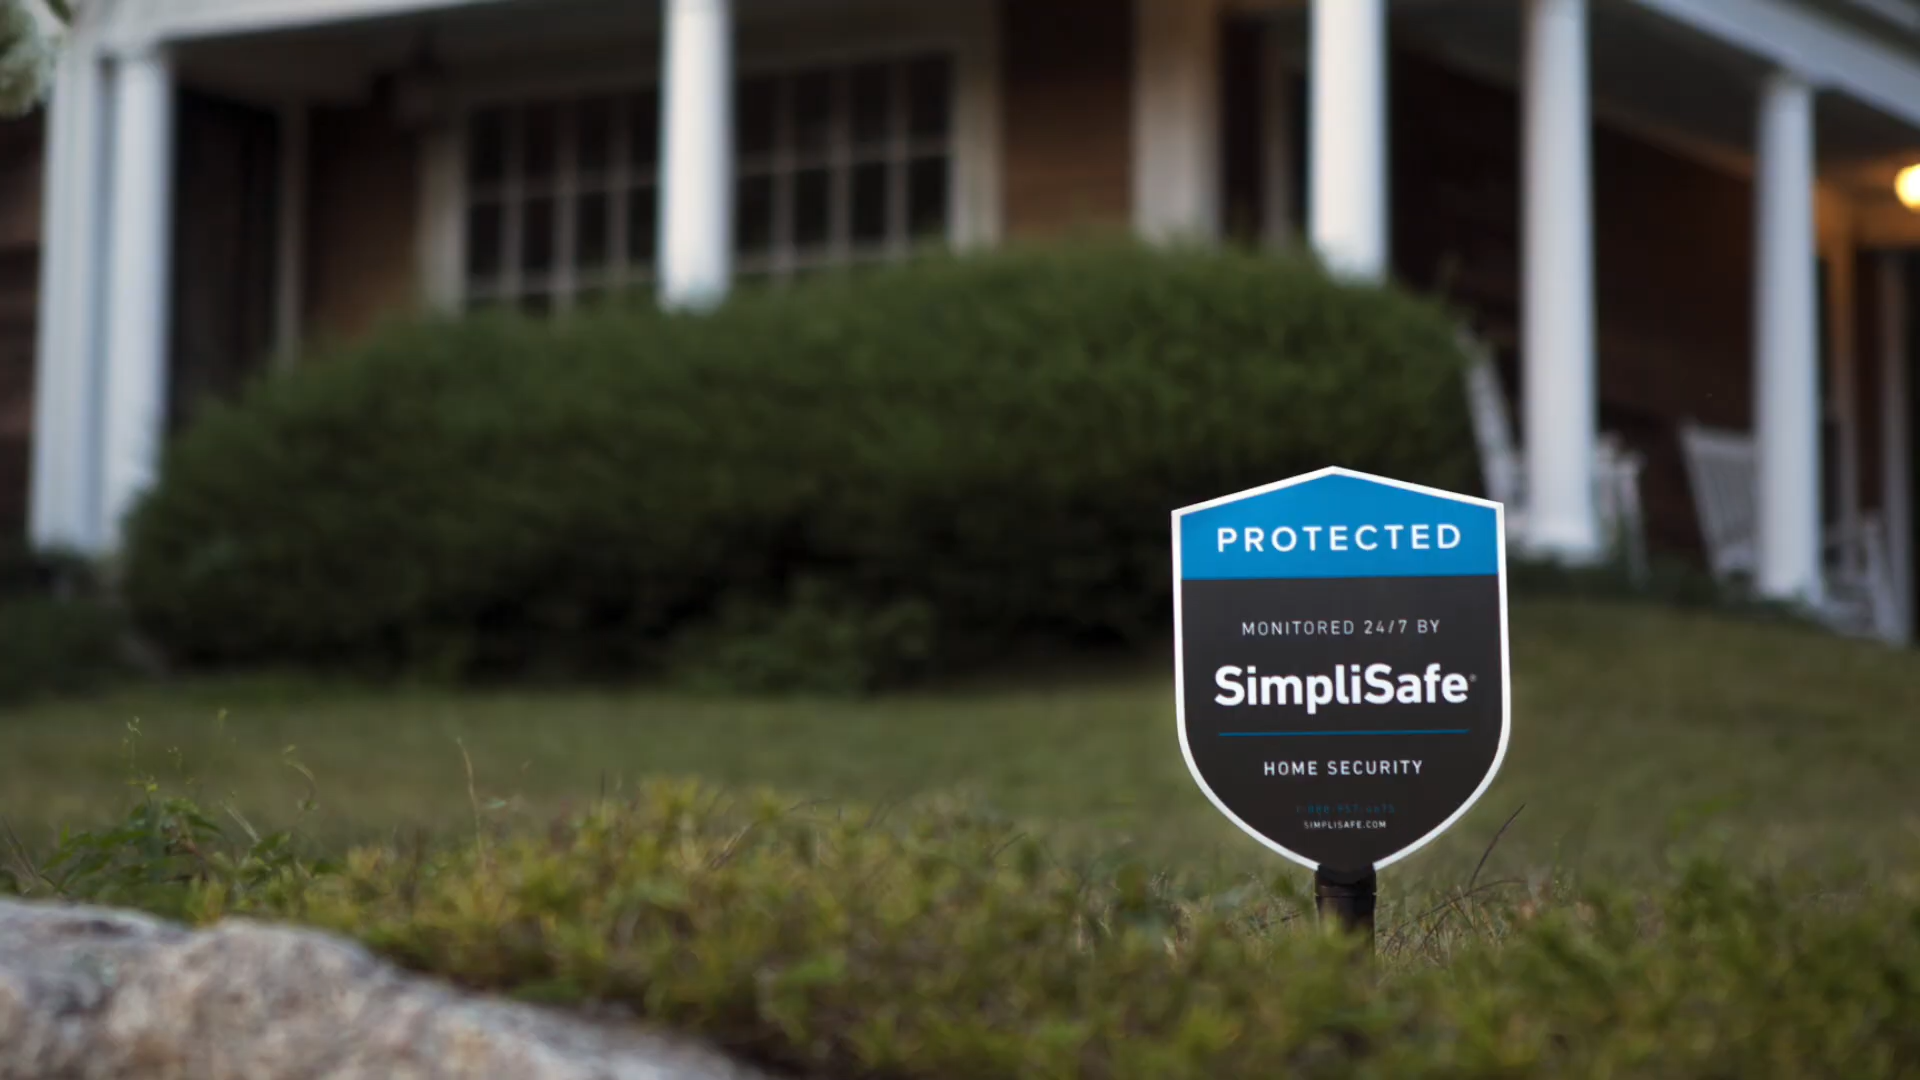 PROTECTED
MONITORED 24/7 BY
SimpliSafe®
HOME SECURITY
SIMPLISAFE.COM